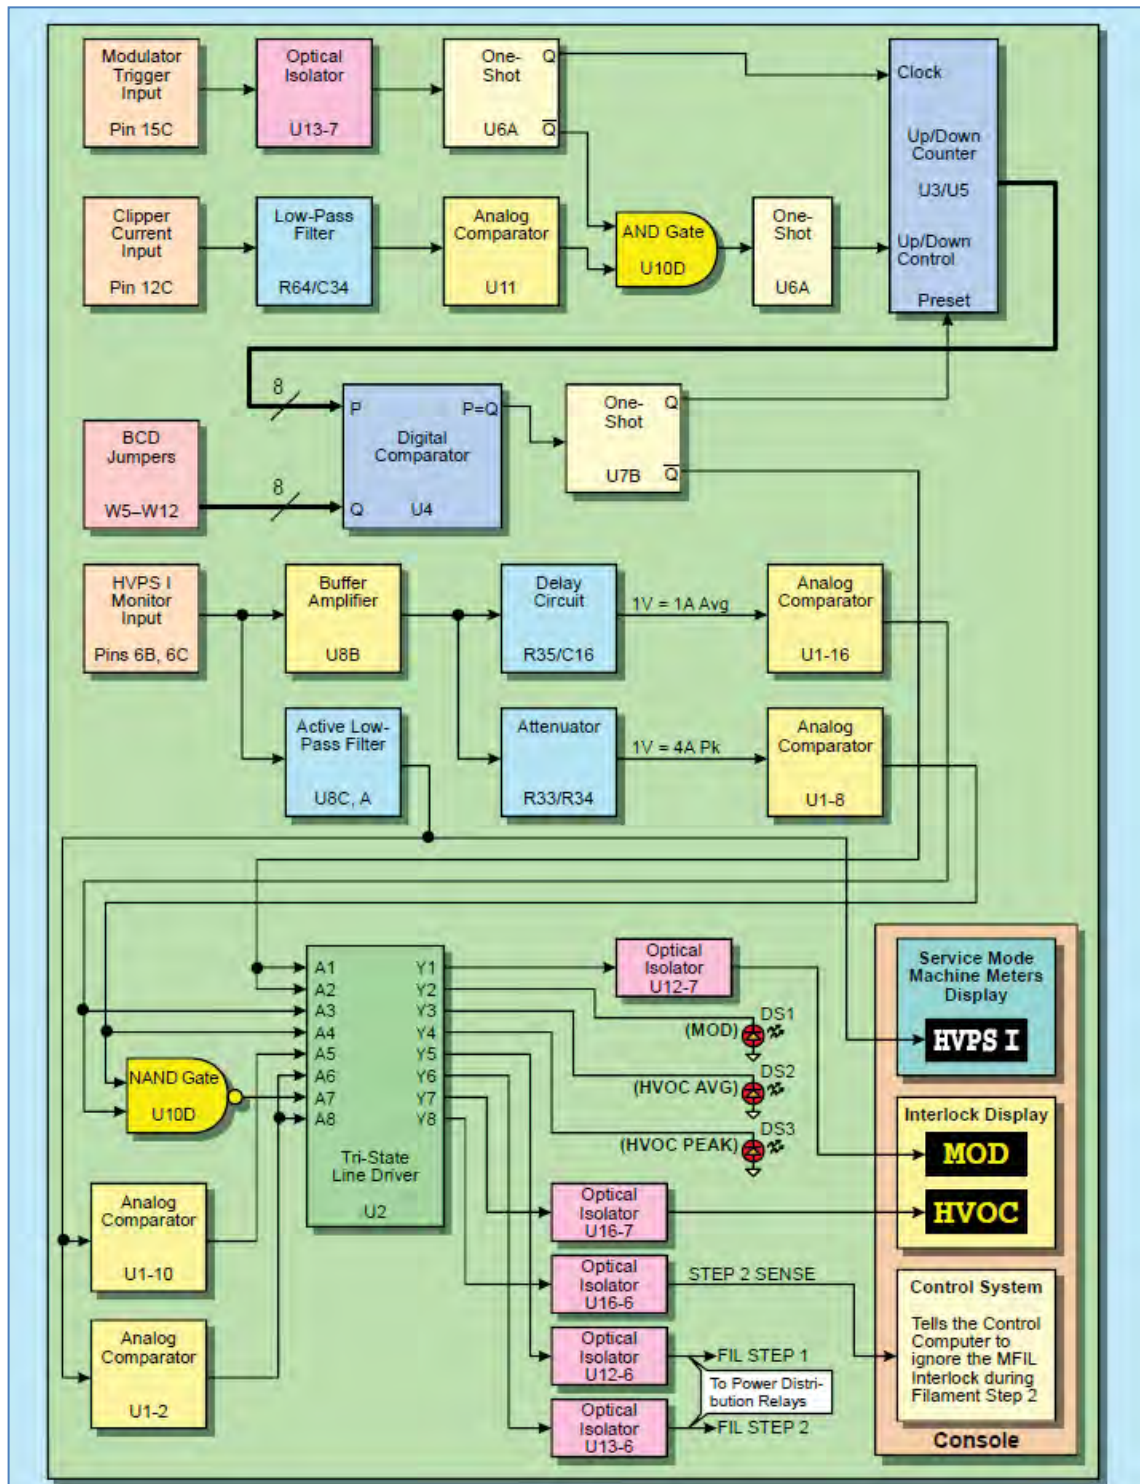 Modulator
Trigger
Input
Pin 15C
Optical
Isolator
U13-7
One-
Shot
Q
Q
U6A
Clock
Up/Down
Counter
U3/U5
Up/Down
Control
Preset
Clipper
Current
Input
Pin 12C
Low-Pass
Filter
R64/C34
Analog
Comparator
U11
AND Gate
U10D
One-
Shot
U6A
8
P
P=Q
Digital
Comparator
Q
U4
One-
Shot
Q
U7B
Q
BCD
Jumpers
W5–W12
8
HVPS I
Monitor
Input
Pins 6B, 6C
Buffer
Amplifier
U8B
Delay
Circuit
R35/C16
1V = 1A Avg
Analog
Comparator
U1-16
Active Low-
Pass Filter
U8C, A
Attenuator
R33/R34
1V = 4A Pk
Analog
Comparator
U1-8
A1
A2
A3
A4
A5
A6
A7
A8
Y1
Y2
Y3
Y4
Y5
Y6
Y7
Y8
Tri-State
Line Driver
U2
NAND Gate
U10D
Analog
Comparator
U1-10
Analog
Comparator
U1-2
Optical
Isolator
U12-7
DS1
(MOD)
DS2
(HVOC AVG)
DS3
(HVOC PEAK)
Optical
Isolator
U16-7
Optical
Isolator
U16-6
STEP 2 SENSE
Optical
Isolator
U12-6
FIL STEP 1
To Power Distri-
bution Relays
Optical
Isolator
U13-6
FIL STEP 2
Service Mode
Machine Meters
Display
HVPS I
Interlock Display
MOD
HVOC
Control System
Tells the Control
Computer to
ignore the MFIL
Interlock during
Filament Step 2
Console